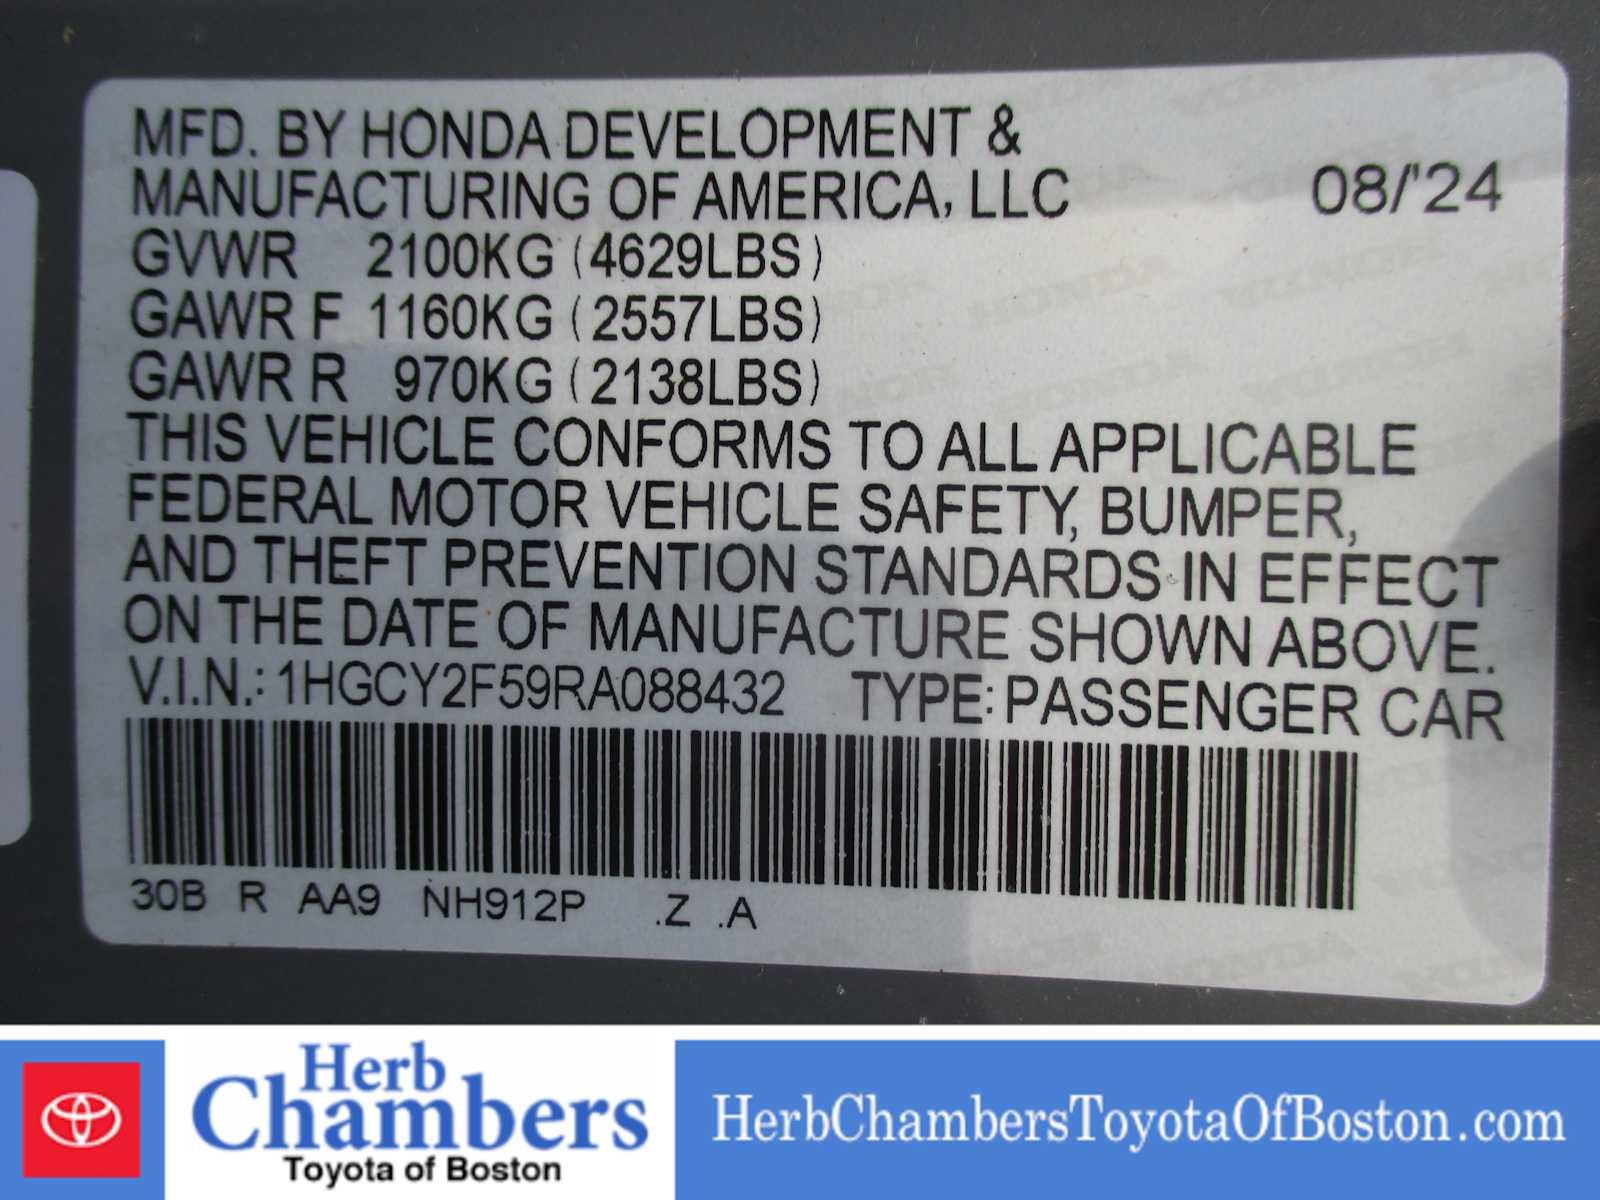 MFD. BY HONDA DEVELOPMENT &
MANUFACTURING OF AMERICA, LLC 08/'24
GVWR 2100KG (4629LBS)
GAWR F 1160KG (2557LBS)
GAWR R 970KG (2138LBS)
THIS VEHICLE CONFORMS TO ALL APPLICABLE
FEDERAL MOTOR VEHICLE SAFETY, BUMPER,
AND THEFT PREVENTION STANDARDS IN EFFECT
ON THE DATE OF MANUFACTURE SHOWN ABOVE.
V.I.N.: 1HGCY2F59RA088432 TYPE: PASSENGER CAR
30B R AA9 NH912P .Z .A
Herb
Chambers
Toyota of Boston
HerbChambersToyotaOfBoston.com